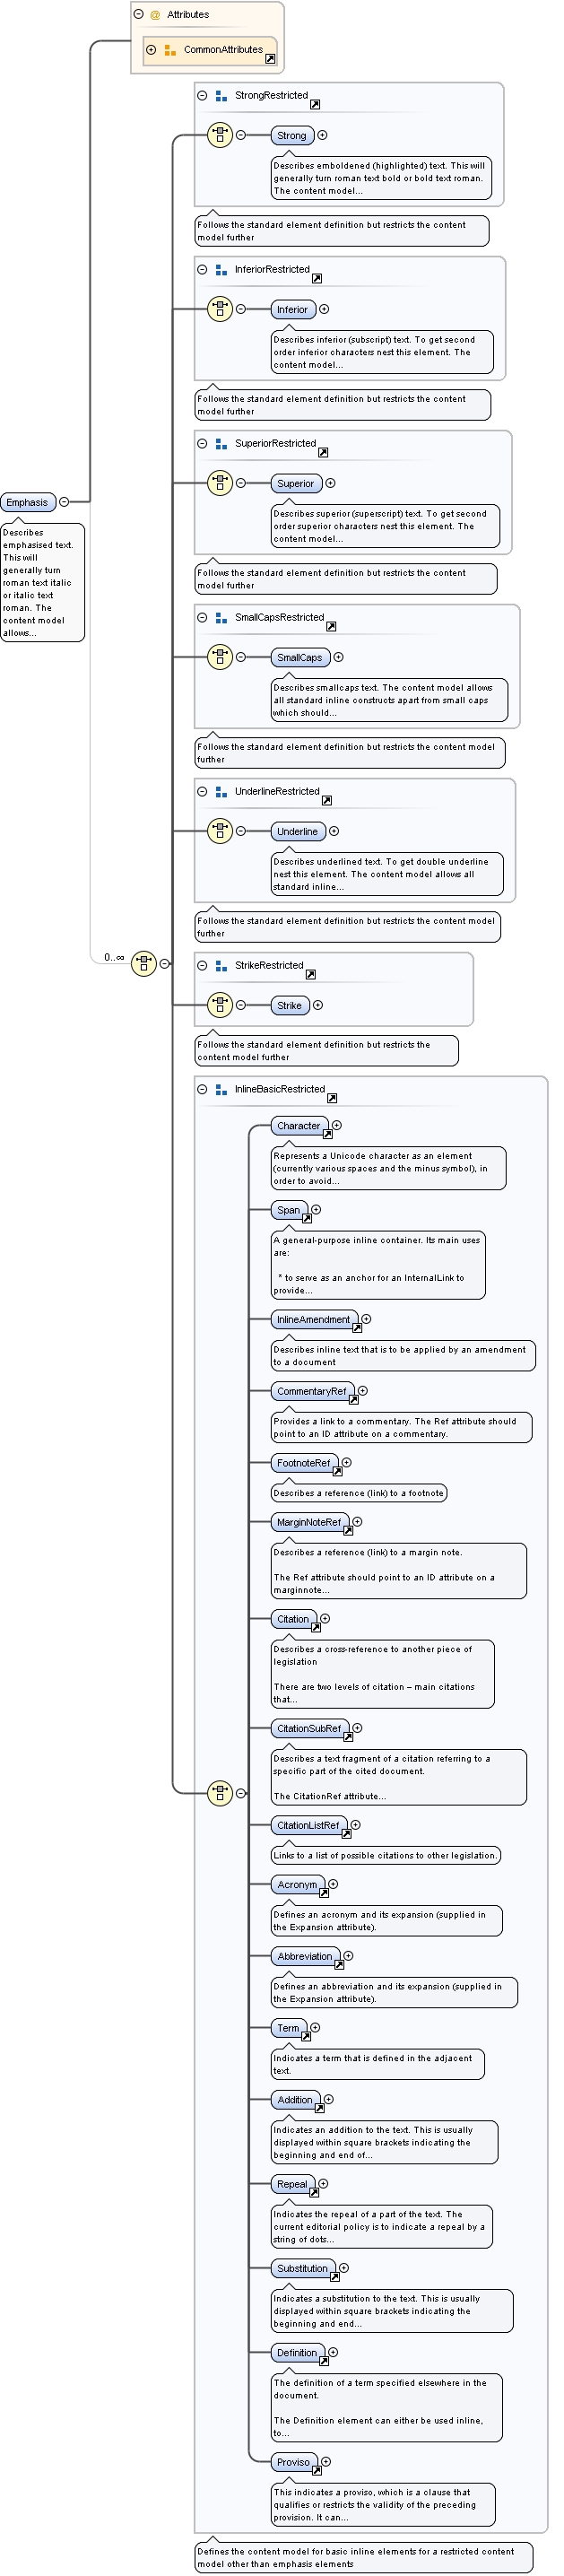 Attributes
CommonAttributes
StrongRestricted
Strong
Describes emboldened (highlighted) text. This will
generally turn roman text bold or bold text roman.
The content model...
Follows the standard element definition but restricts the content
model further
InferiorRestricted
Inferior
Describes inferior (subscript) text. To get second
order inferior characters nest this element. The
content model...
Follows the standard element definition but restricts the content
model further
SuperiorRestricted
Superior
Describes superior (superscript) text. To get second
order superior characters nest this element. The
content model...
Follows the standard element definition but restricts the content
model further
Emphasis
Describes
emphasised text.
This will
generally turn
roman text italic
or italic text
roman. The
content model
allows...
SmallCapsRestricted
SmallCaps
Describes smallcaps text. The content model allows
all standard inline constructs apart from small caps
which should...
Follows the standard element definition but restricts the content model
further
UnderlineRestricted
Underline
Describes underlined text. To get double underline
nest this element. The content model allows all
standard inline...
Follows the standard element definition but restricts the content model
further
0..∞
StrikeRestricted
Strike
Follows the standard element definition but restricts the
content model further
InlineBasicRestricted
Character
Represents a Unicode character as an element
(currently various spaces and the minus symbol), in
order to avoid...
Span
A general-purpose inline container. Its main uses
are:
* to serve as an anchor for an InternalLink to
provide...
InlineAmendment
Describes inline text that is to be applied by an amendment
to a document
CommentaryRef
Provides a link to a commentary. The Ref attribute should
point to an ID attribute on a commentary.
FootnoteRef
Describes a reference (link) to a footnote
MarginNoteRef
Describes a reference (link) to a margin note.
The Ref attribute should point to an ID attribute on a
marginnote...
Citation
Describes a cross-reference to another piece of
legislation
There are two levels of citation – main citations
that...
CitationSubRef
Describes a text fragment of a citation referring to a
specific part of the cited document.
The CitationRef attribute...
CitationListRef
Links to a list of possible citations to other legislation.
Acronym
Defines an acronym and its expansion (supplied in
the Expansion attribute).
Abbreviation
Defines an abbreviation and its expansion (supplied in
the Expansion attribute).
Term
Indicates a term that is defined in the adjacent
text.
Addition
Indicates an addition to the text. This is usually
displayed within square brackets indicating the
beginning and end of...
Repeal
Indicates the repeal of a part of the text. The
current editorial policy is to indicate a repeal by a
string of dots...
Substitution
Indicates a substitution to the text. This is usually
displayed within square brackets indicating the
beginning and end...
Definition
The definition of a term specified elsewhere in the
document.
The Definition element can either be used inline,
to...
Proviso
This indicates a proviso, which is a clause that
qualifies or restricts the validity of the preceding
provision. It can...
Defines the content model for basic inline elements for a restricted content
model other than emphasis elements